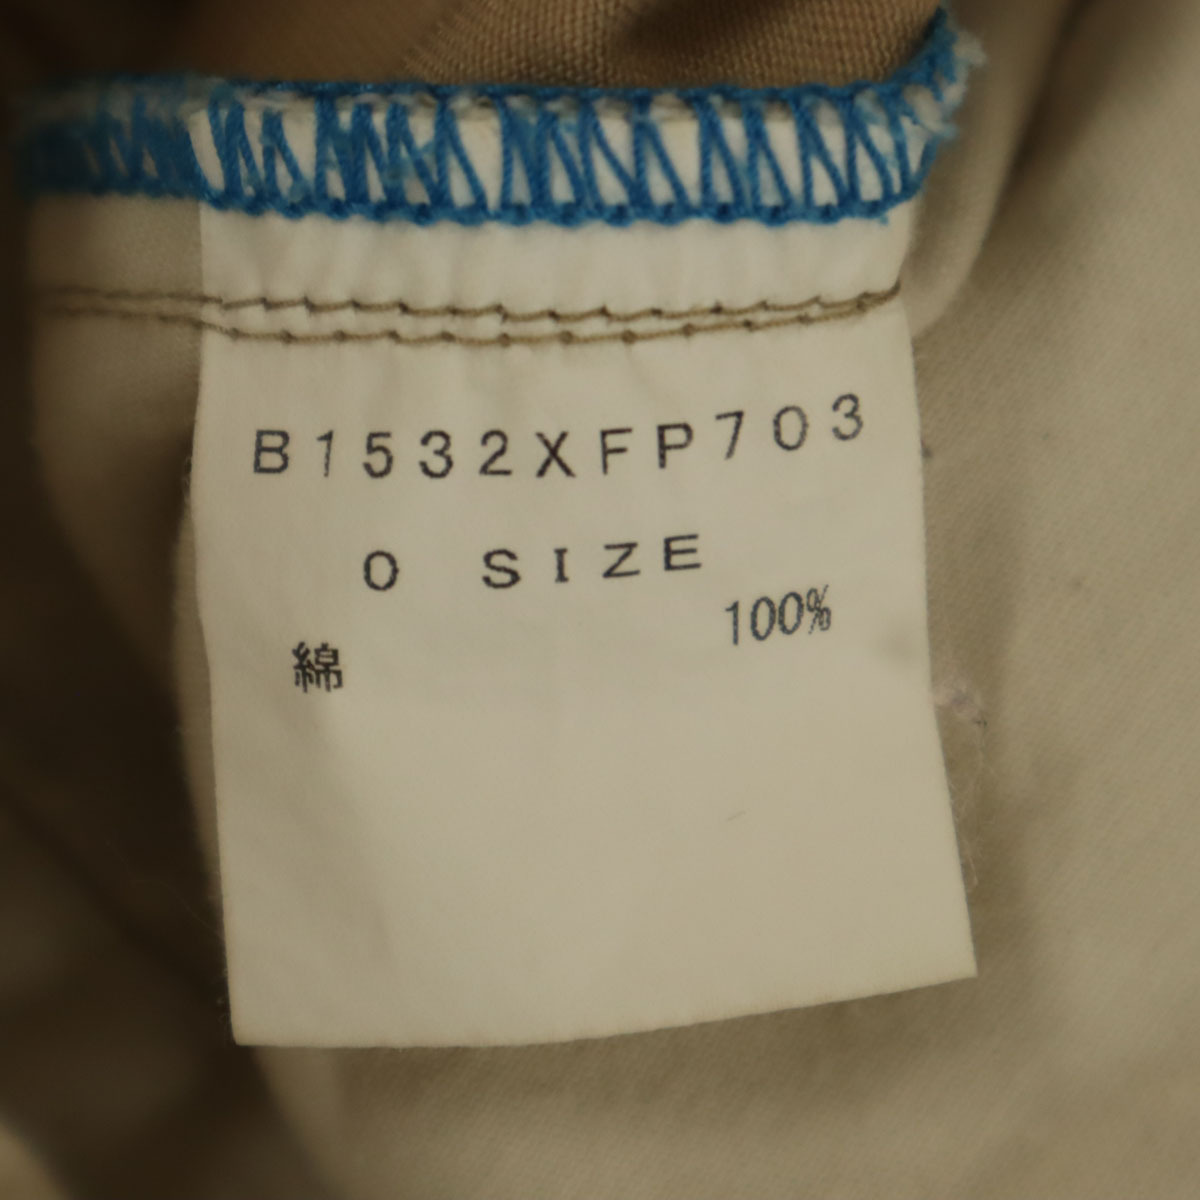 B1532XFP703
0 SIZE
綿 100%